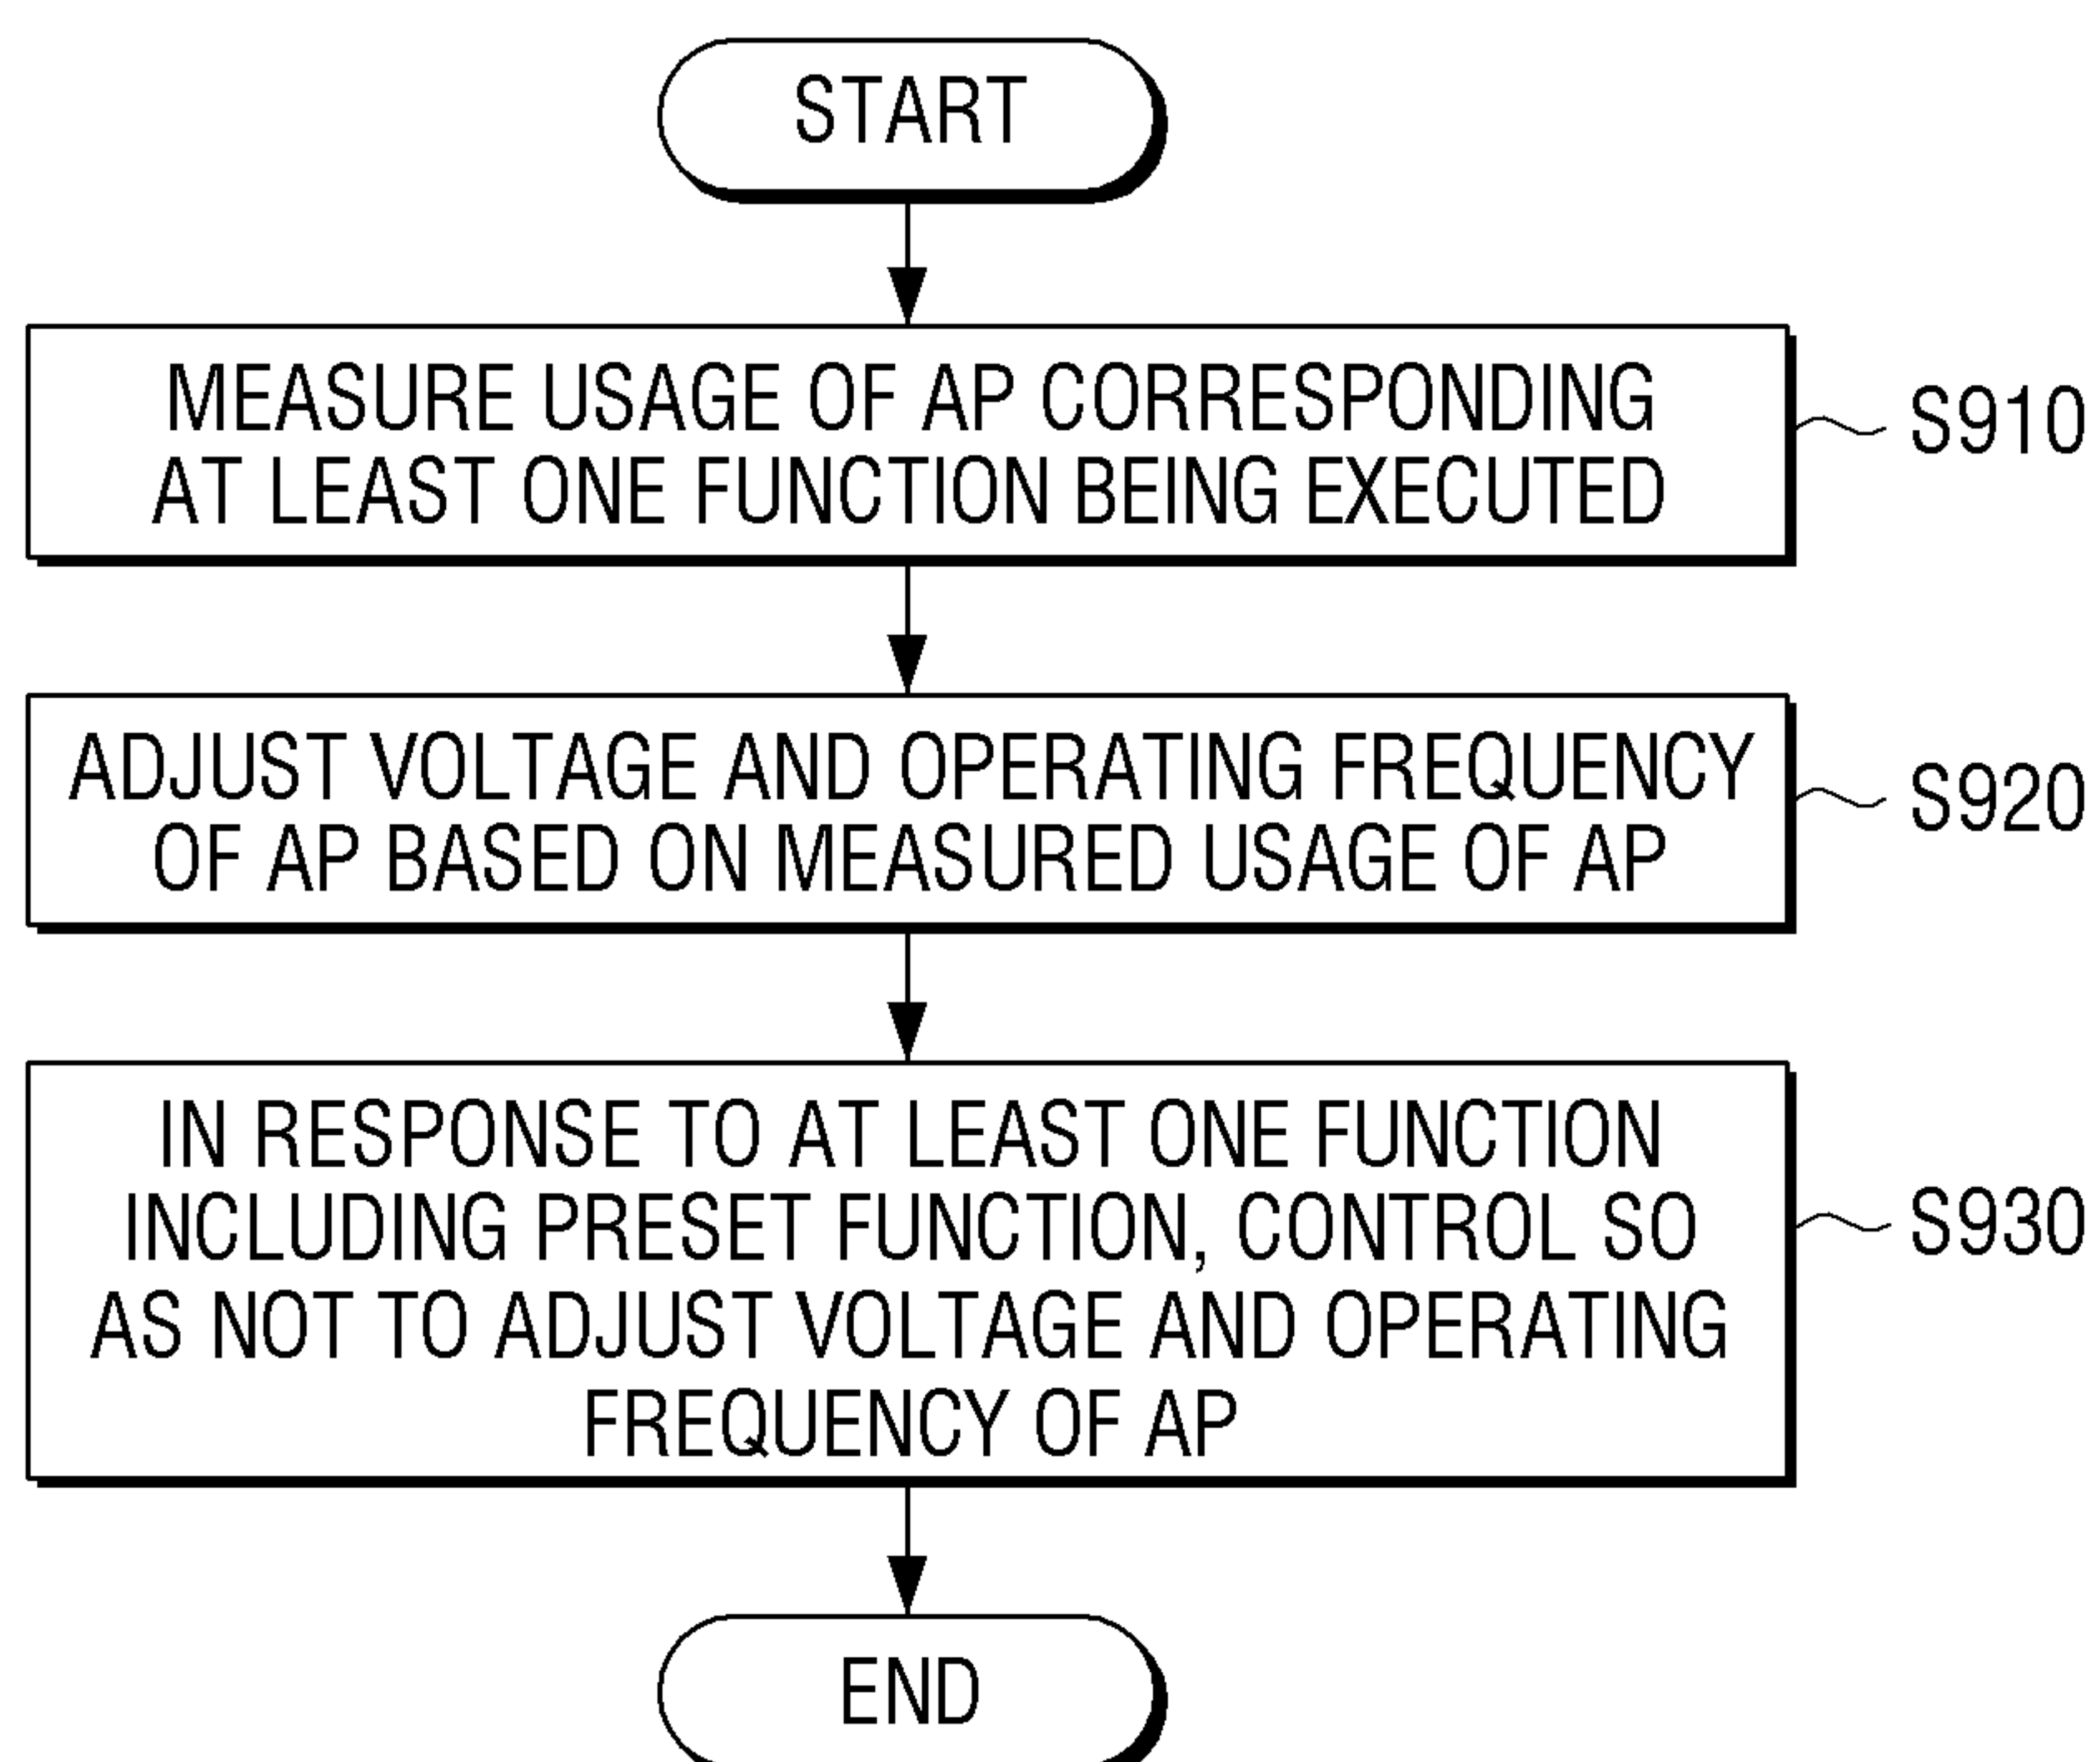 START
MEASURE USAGE OF AP CORRESPONDING
AT LEAST ONE FUNCTION BEING EXECUTED
S910
ADJUST VOLTAGE AND OPERATING FREQUENCY
OF AP BASED ON MEASURED USAGE OF AP
S920
IN RESPONSE TO AT LEAST ONE FUNCTION
INCLUDING PRESET FUNCTION, CONTROL SO
AS NOT TO ADJUST VOLTAGE AND OPERATING
FREQUENCY OF AP
S930
END